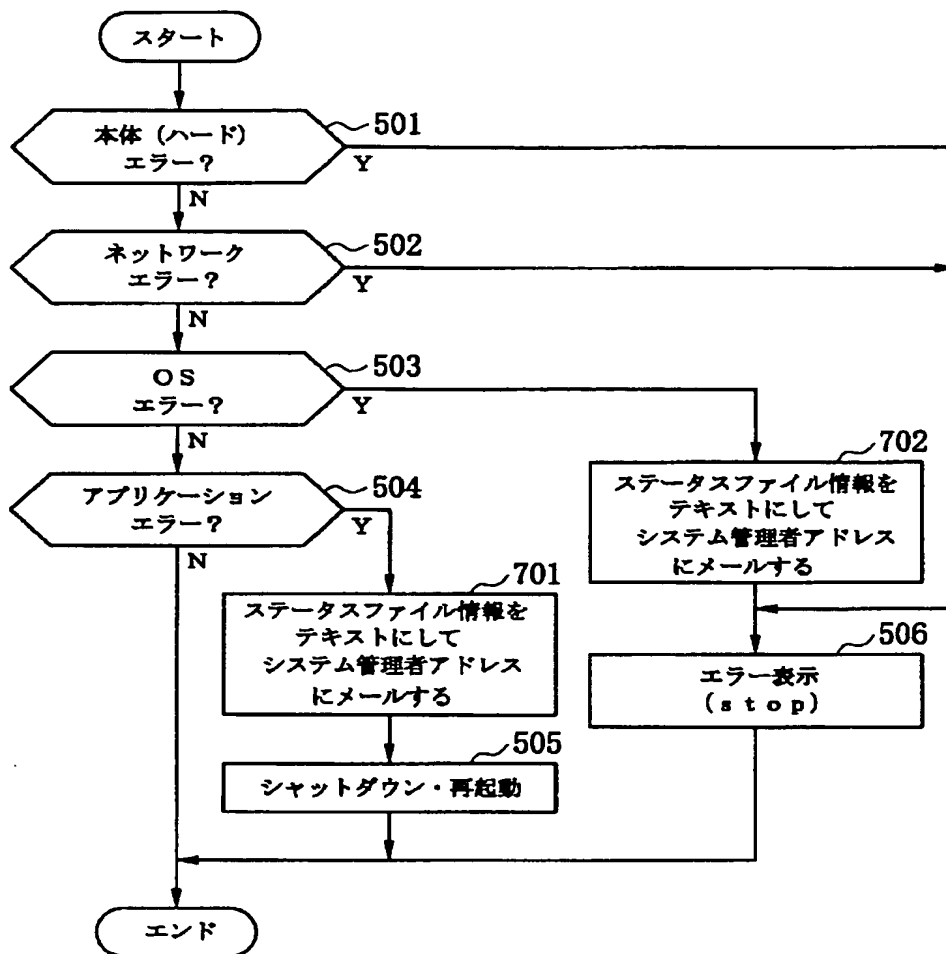 スタート
501
本体(ハード)
エラー?
Y
N
502
ネットワーク
エラー?
Y
N
503
OS
エラー?
Y
N
504
アプリケーション
エラー?
Y
N
702
ステータスファイル情報を
テキストにして
システム管理者アドレス
にメールする
701
ステータスファイル情報を
テキストにして
システム管理者アドレス
にメールする
506
エラー表示
(stop)
505
シャットダウン・再起動
エンド